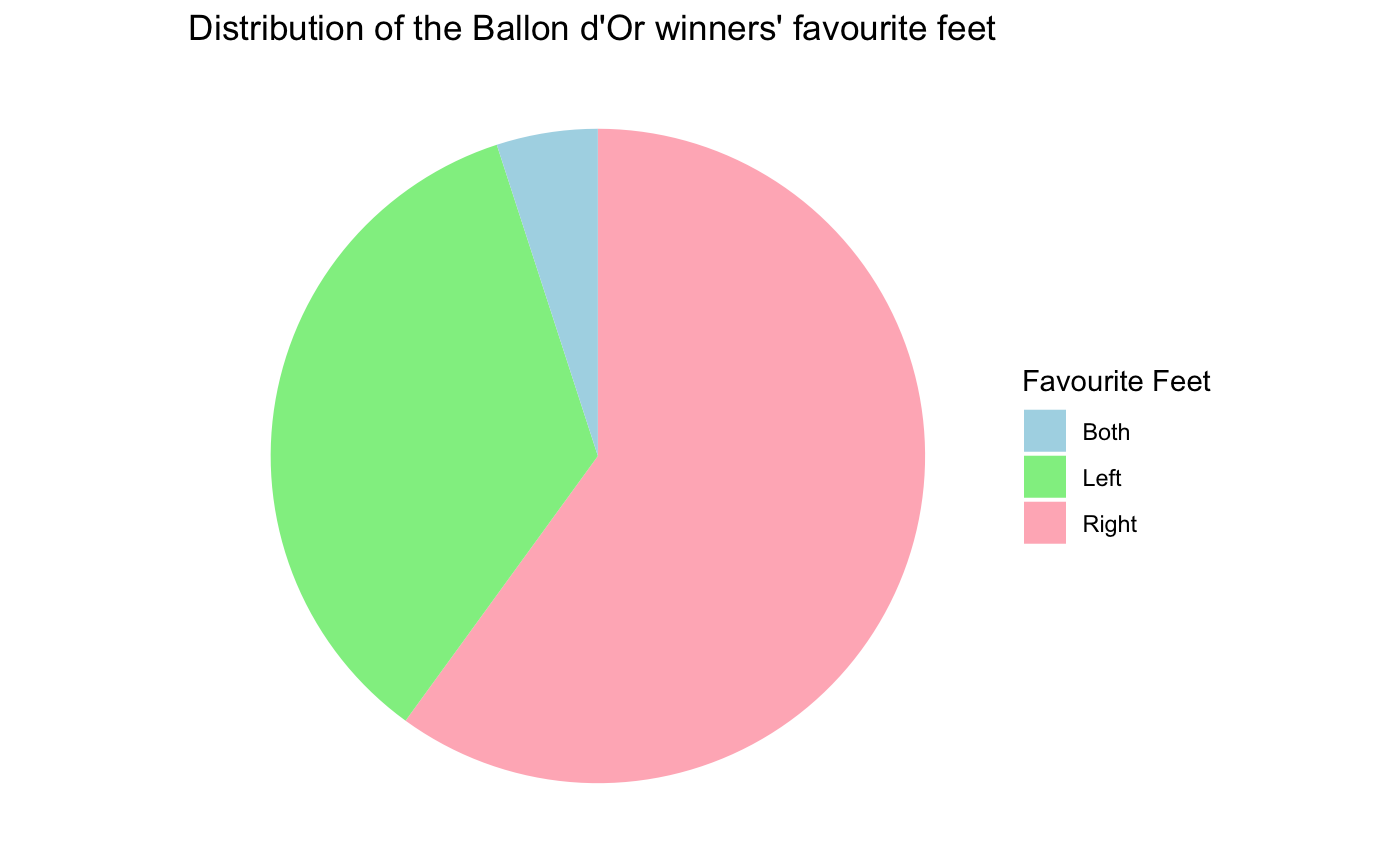 Distribution of the Ballon d'Or winners' favourite feet
Favourite Feet
Both
Left
Right